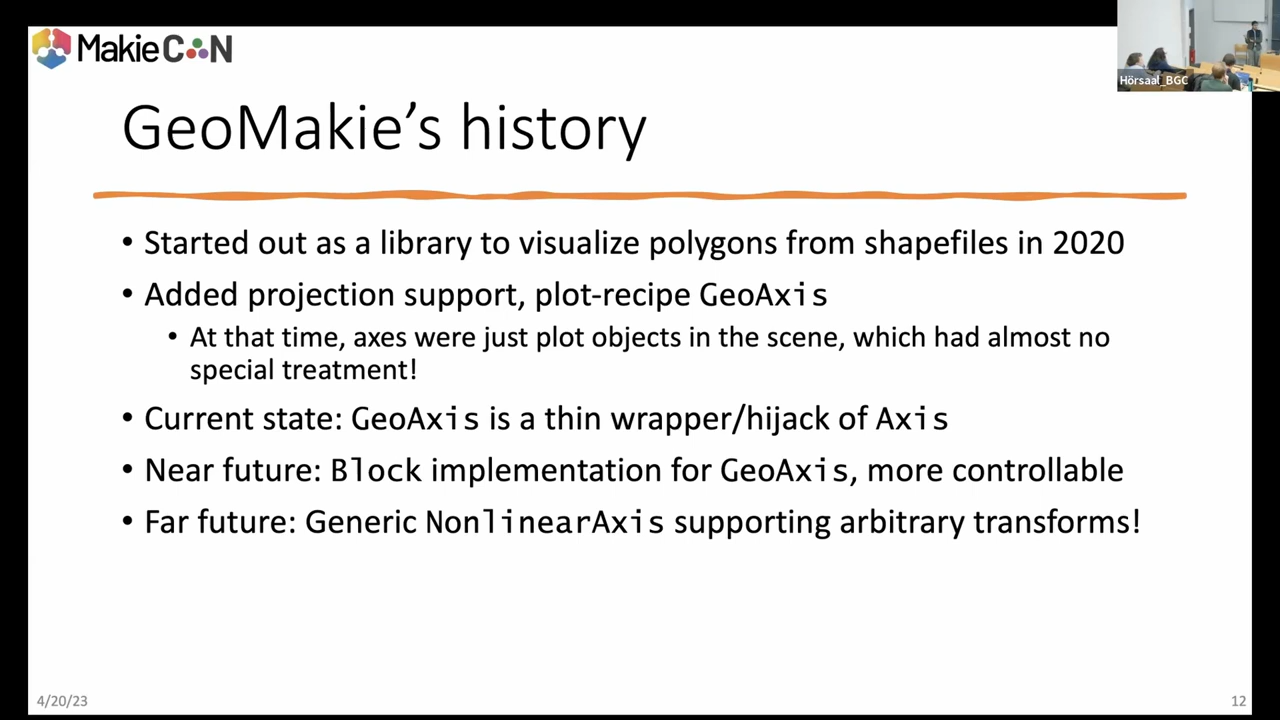 MakieCON
Hörsaal_BGC
GeoMakie’s history
• Started out as a library to visualize polygons from shapefiles in 2020
• Added projection support, plot-recipe GeoAxis
• At that time, axes were just plot objects in the scene, which had almost no
special treatment!
• Current state: GeoAxis is a thin wrapper/hijack of Axis
• Near future: Block implementation for GeoAxis, more controllable
• Far future: Generic NonlinearAxis supporting arbitrary transforms!
4/20/23
12